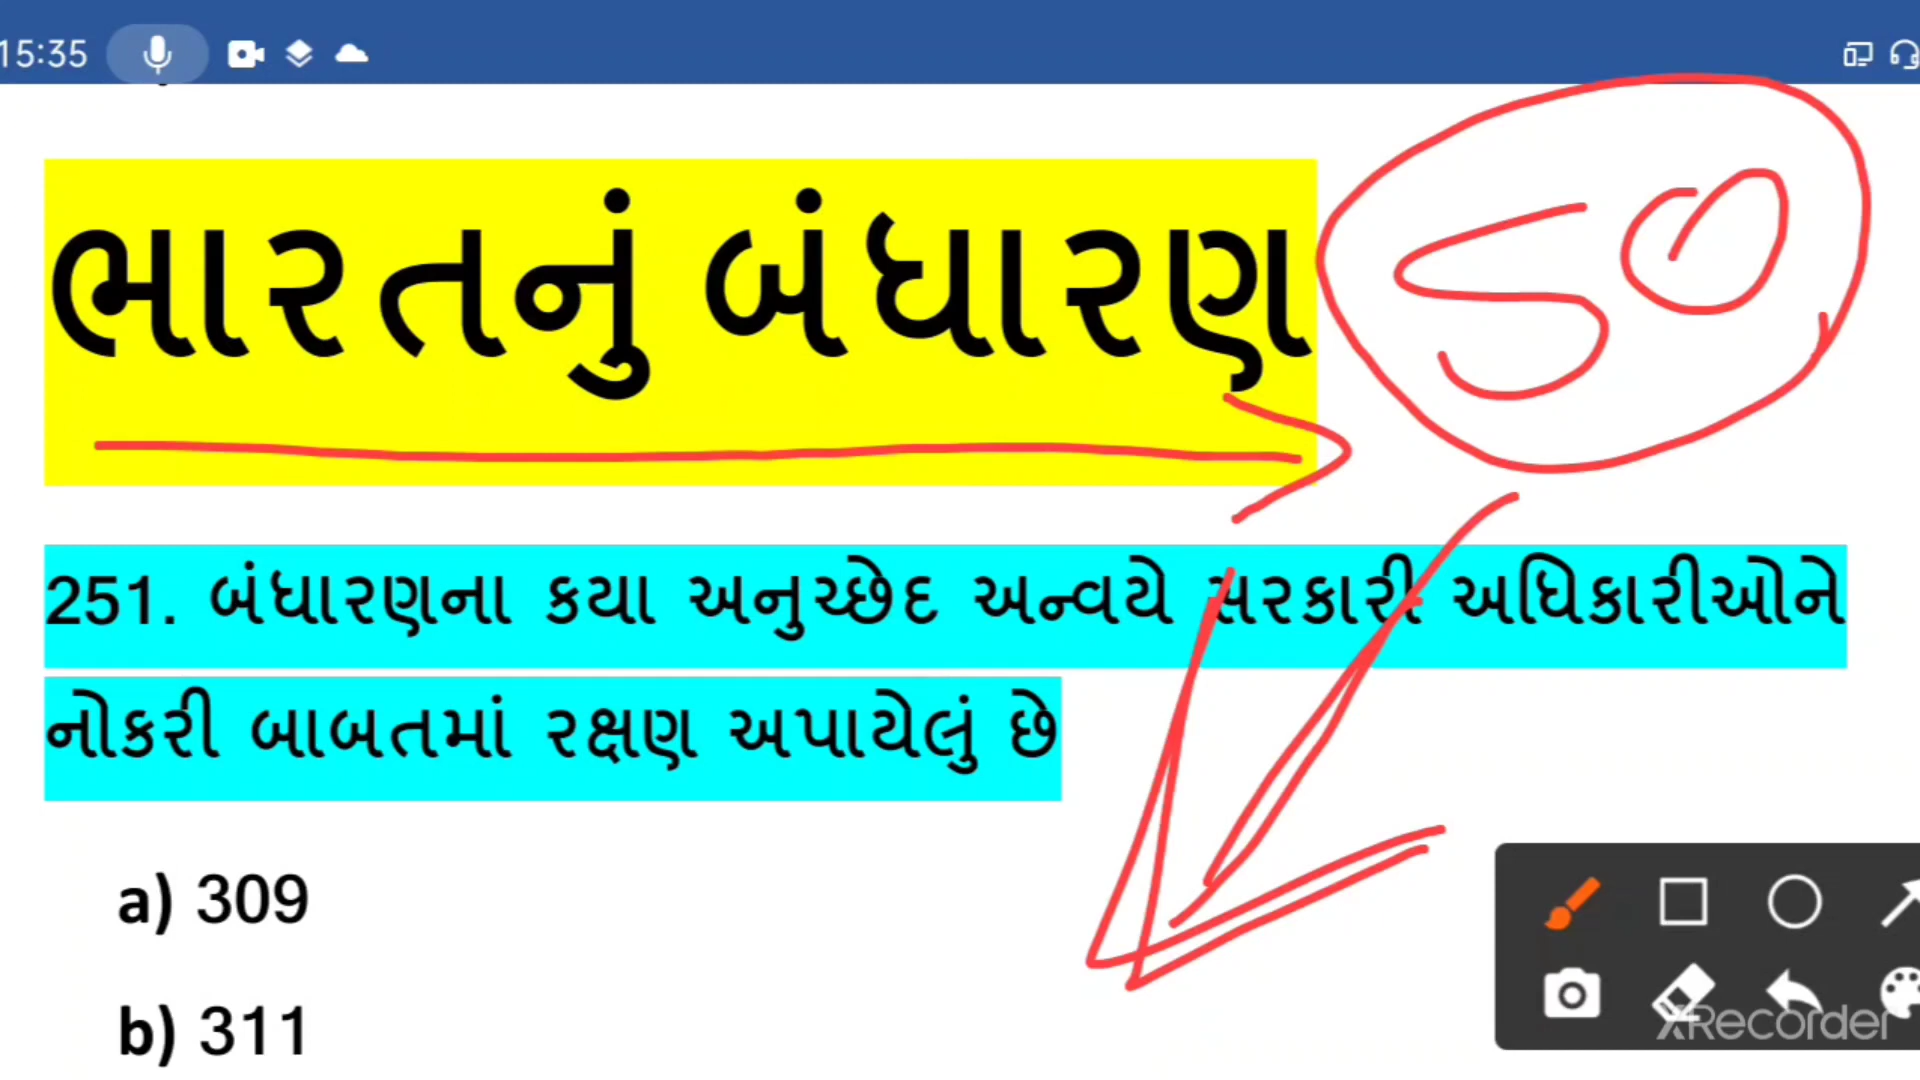 15:35
ભારતનું બંધારણ
50
251. બંધારણના કયા અનુચ્છેદ અન્વયે સરકારી અધિકારીઓને
નોકરી બાબતમાં રક્ષણ અપાયેલું છે
a) 309
b) 311
XRecorder